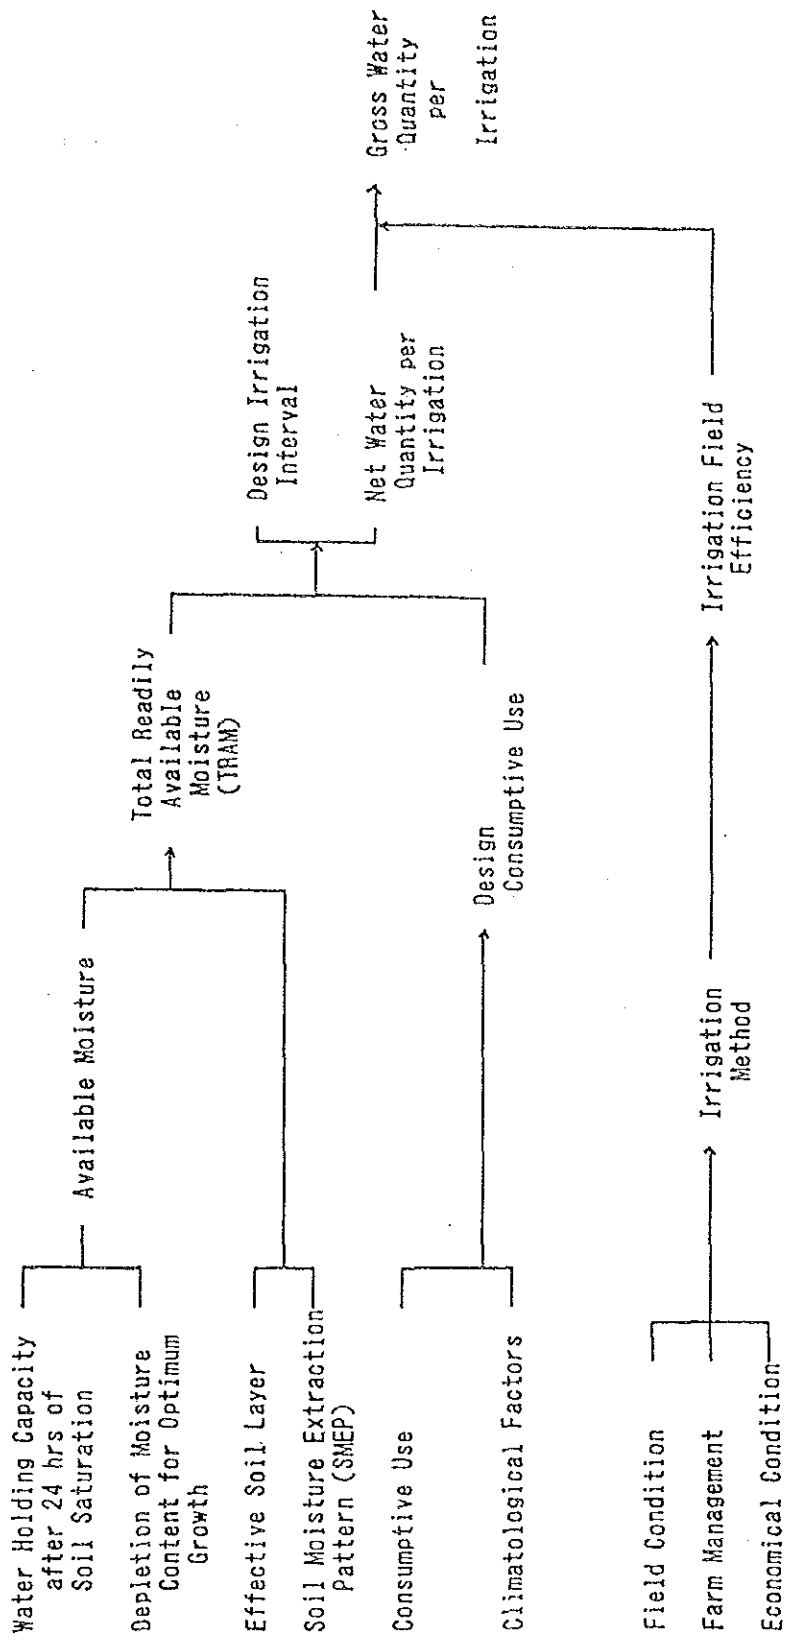 Water Holding Capacity
after 24 hrs of
Soil Saturation
Depletion of Moisture
Content for Optimum
Growth
Effective Soil Layer
Soil Moisture Extraction
Pattern (SMEP)
Consumptive Use
Climatological Factors
Field Condition
Farm Management
Economical Condition
Available Moisture
Irrigation
Method
Total Readily
Available
Moisture
(TRAM)
Design
Consumptive Use
Design Irrigation
Interval
Net Water
Quantity per
Irrigation
Irrigation Field
Efficiency
Gross Water
Quantity
per
Irrigation